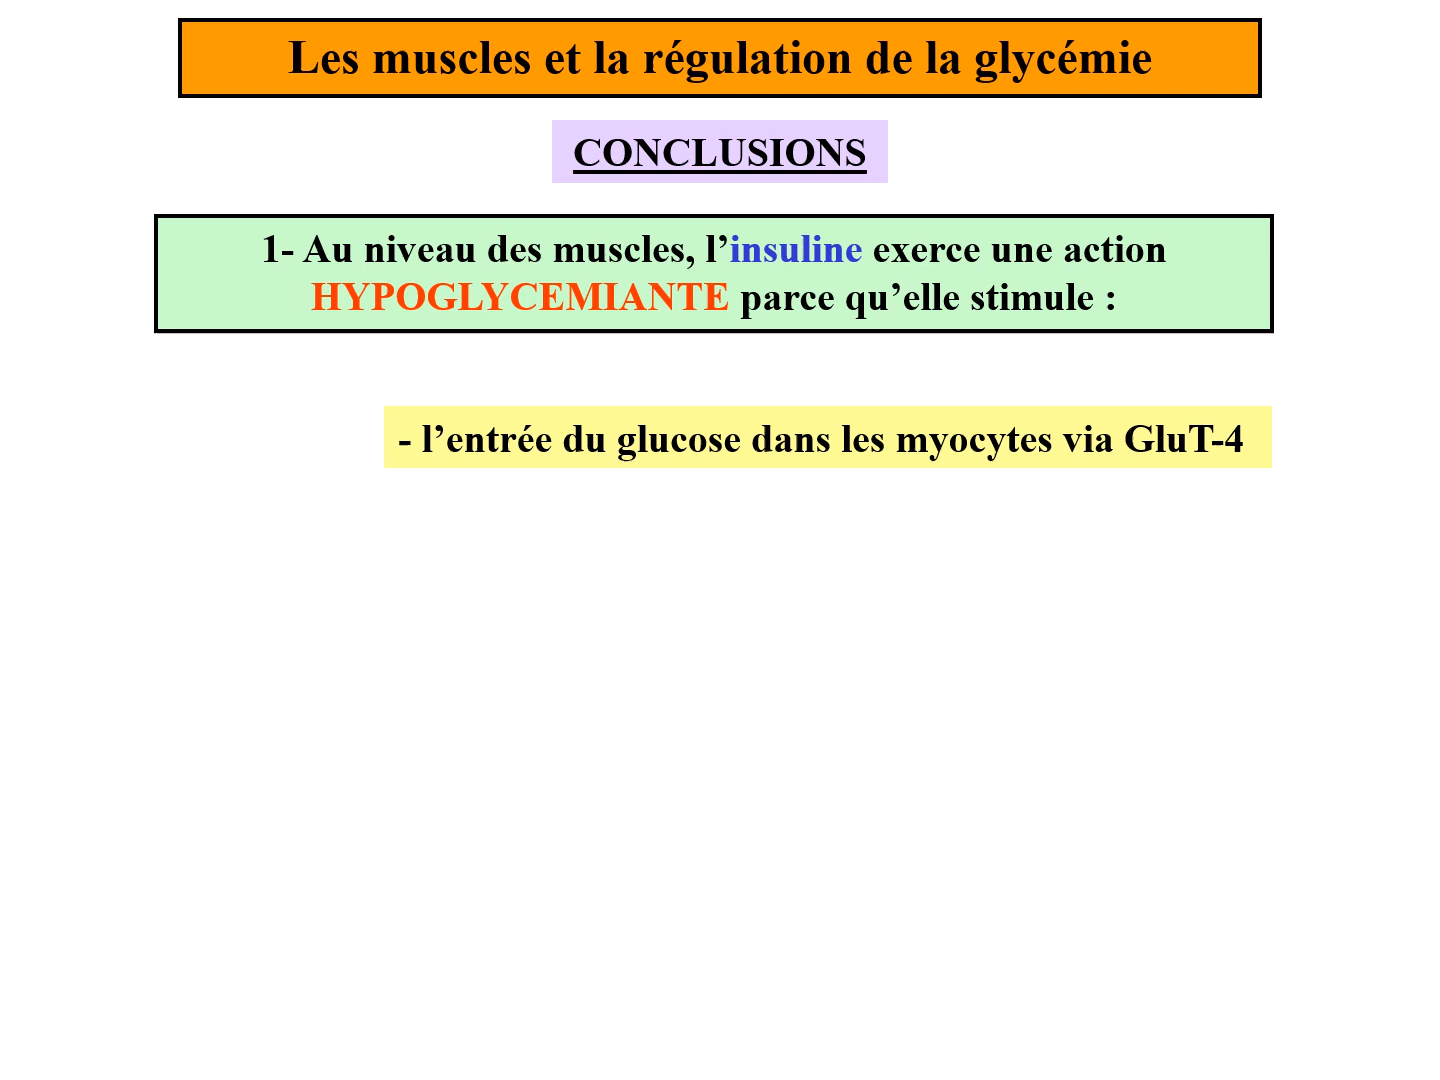 Les muscles et la régulation de la glycémie
CONCLUSIONS
1- Au niveau des muscles, l’insuline exerce une action
HYPOGLYCEMIANTE parce qu’elle stimule :
- l’entrée du glucose dans les myocytes via GluT-4